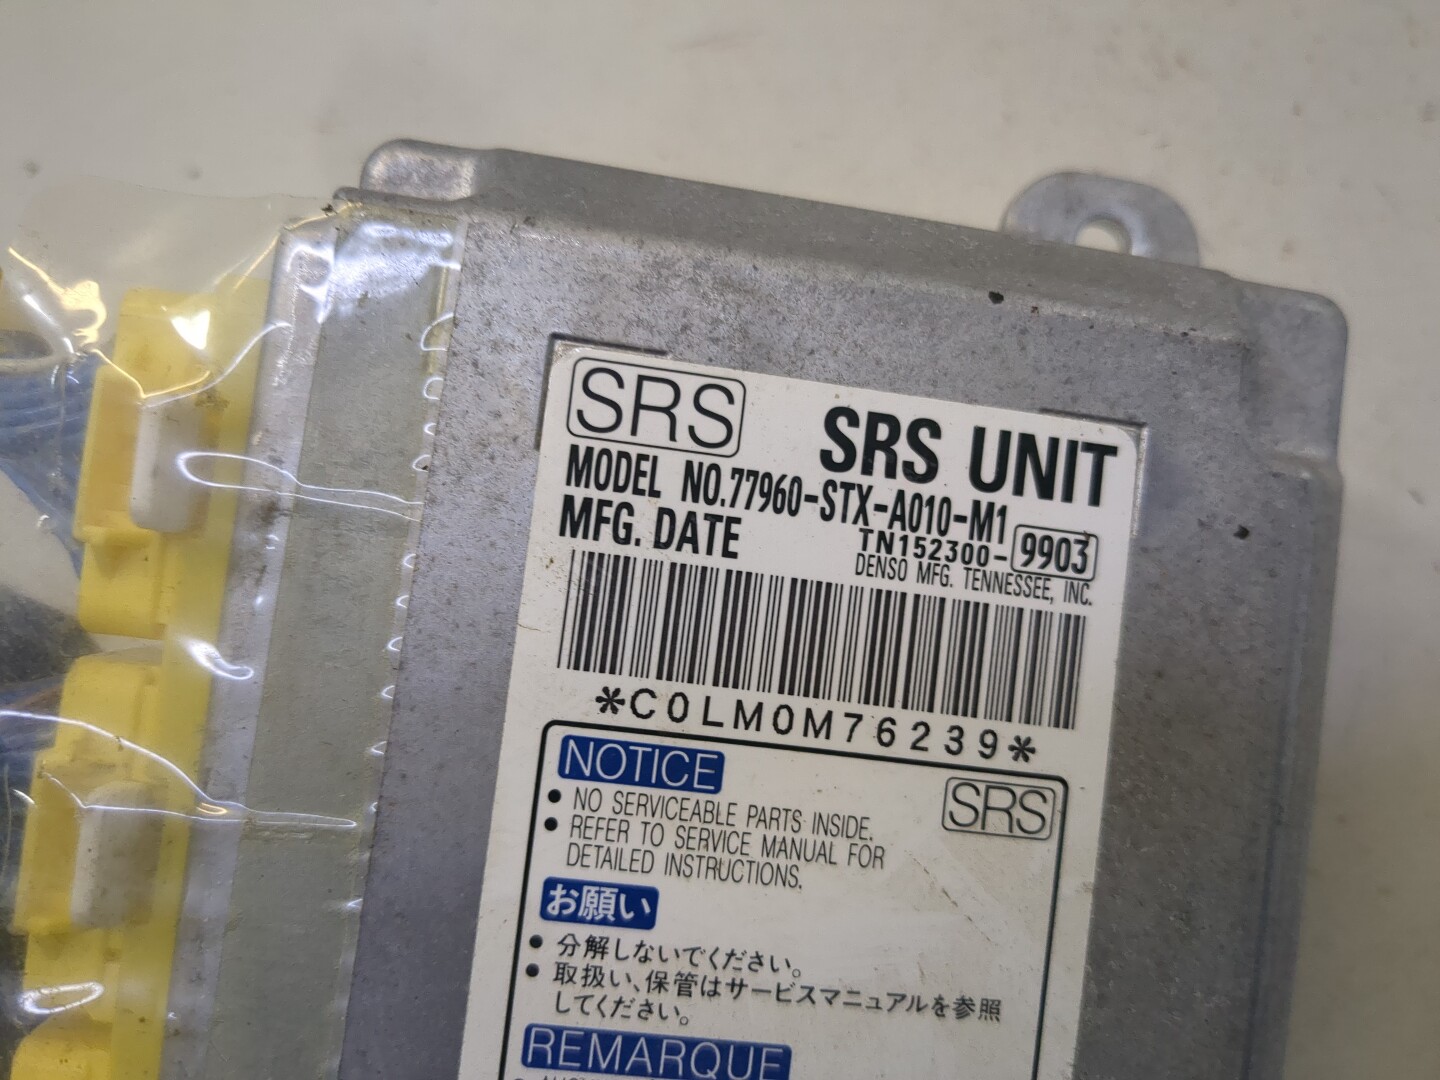 SRS
SRS UNIT
MODEL NO.77960-STX-A010-M1
MFG. DATE
TN152300-9903
DENSO MFG. TENNESSEE, INC.
*C0LM0M76239*
NOTICE
SRS
• NO SERVICEABLE PARTS INSIDE.
• REFER TO SERVICE MANUAL FOR
DETAILED INSTRUCTIONS.
お願い
• 分解しないでください。
• 取扱い、保管はサービスマニュアルを参照
してください。
REMARQUE